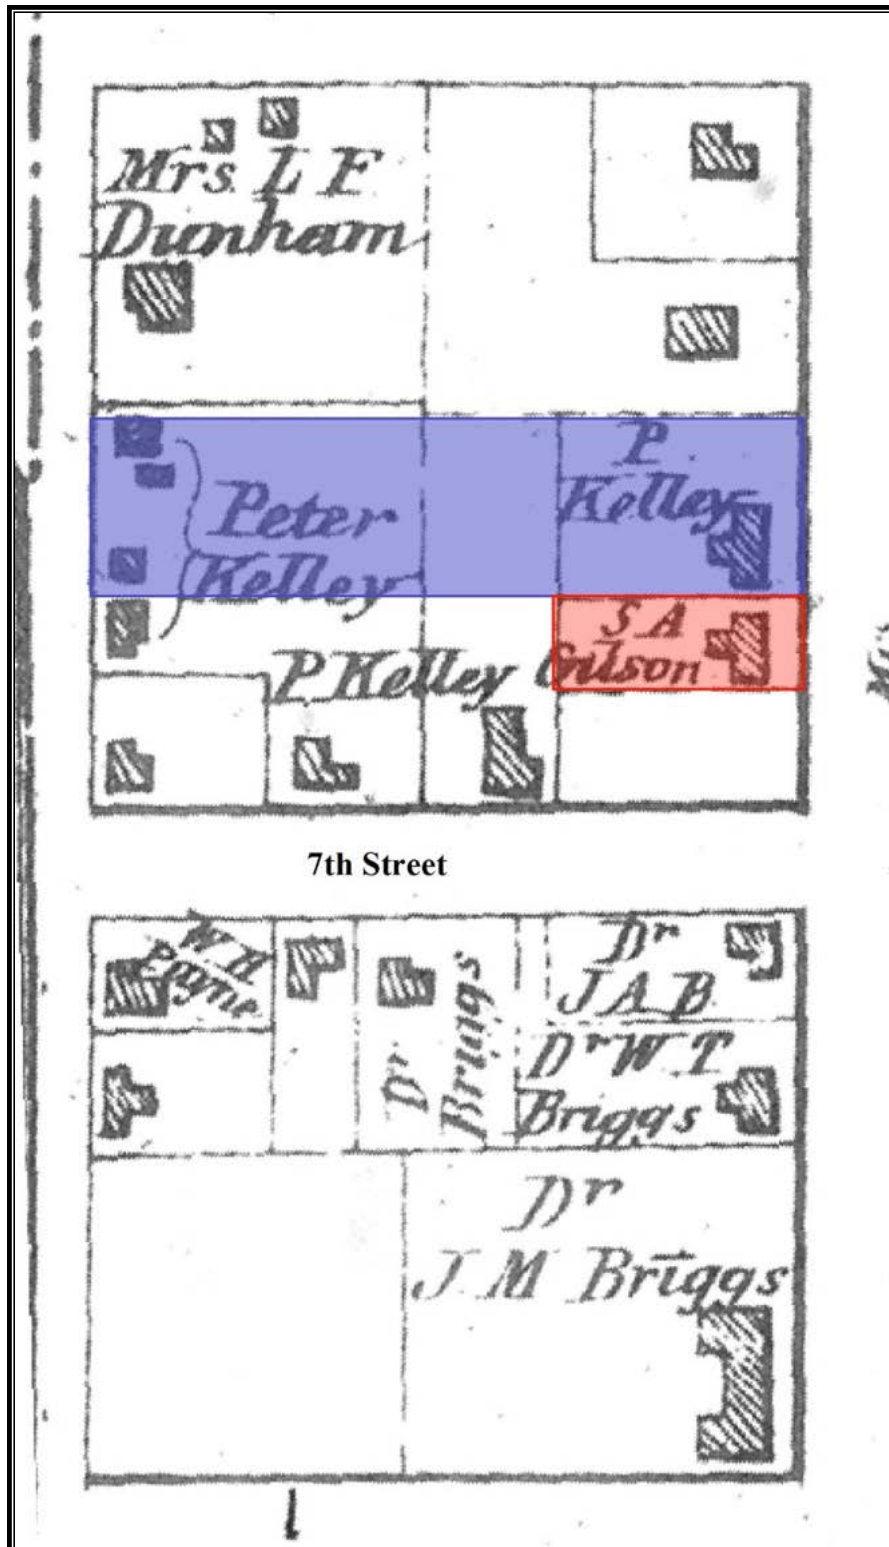 Mrs. L F
Dunham
P
Kelley
Peter
Kelley
S A
Gilson
P Kelley
7th Street
W H
Payne
Dr
Briggs
Dr
J A B
Dr W T
Briggs
Dr
J M Briggs